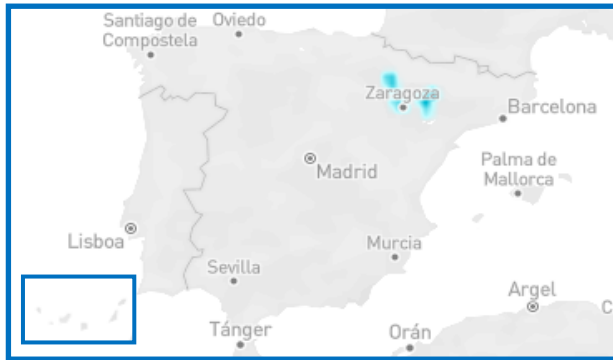 Santiago de
Compostela
Oviedo
Zaragoza
Barcelona
Madrid
Palma de
Mallorca
Lisboa
Murcia
Sevilla
Argel
Tánger
Orán
C